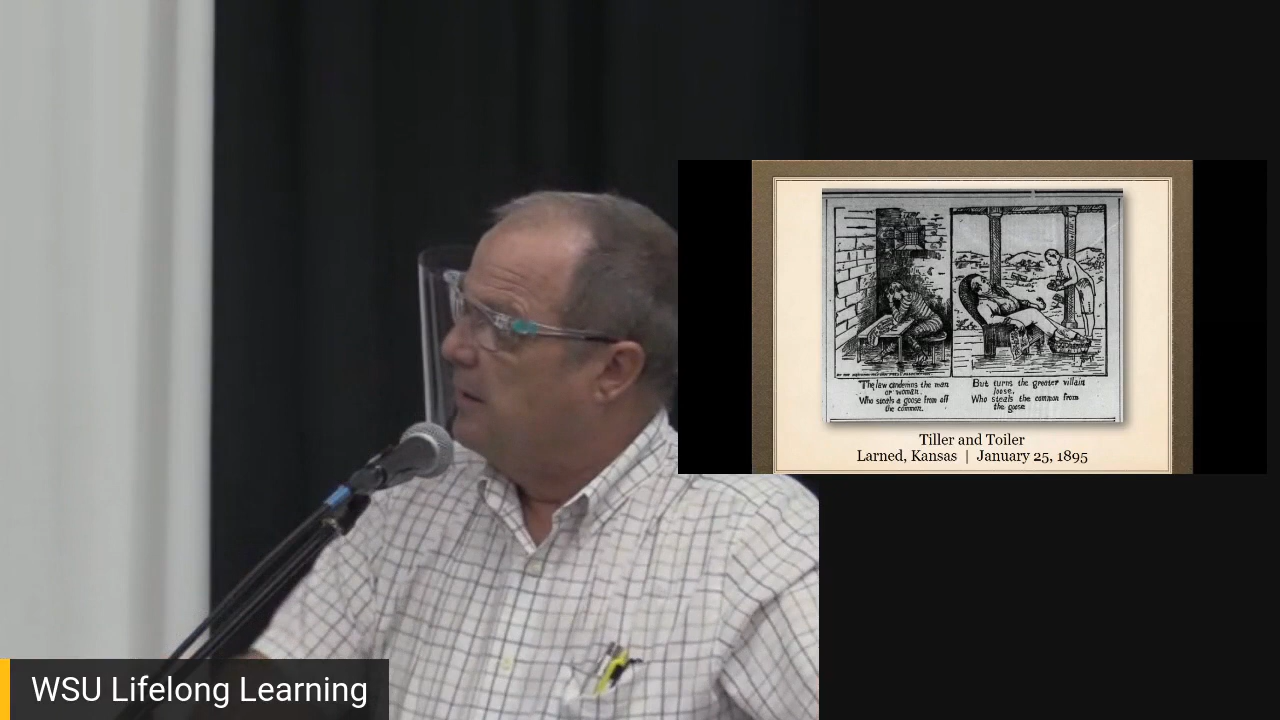 "The law condemns the man
or woman,
Who steals a goose from off
the common.
But turns the greater villain
loose,
Who steals the common from
the goose
Tiller and Toiler
Larned, Kansas | January 25, 1895
WSU Lifelong Learning